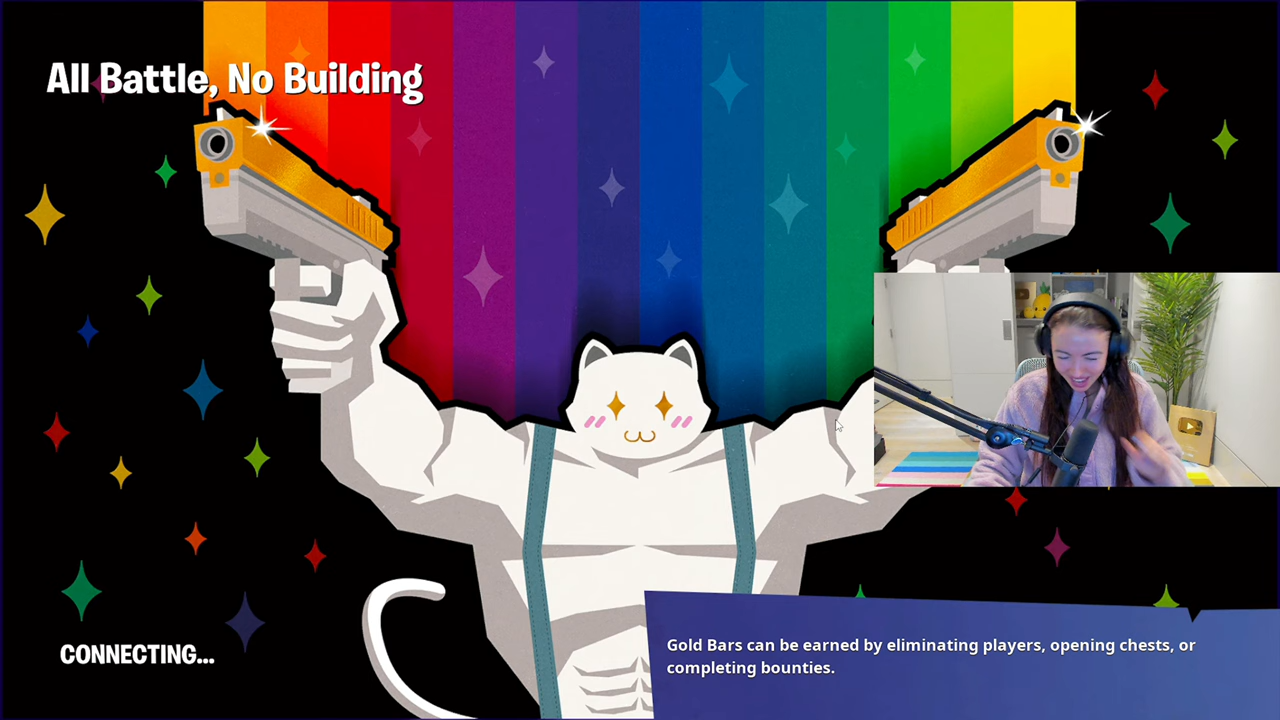 All Battle, No Building
CONNECTING...
Gold Bars can be earned by eliminating players, opening chests, or
completing bounties.